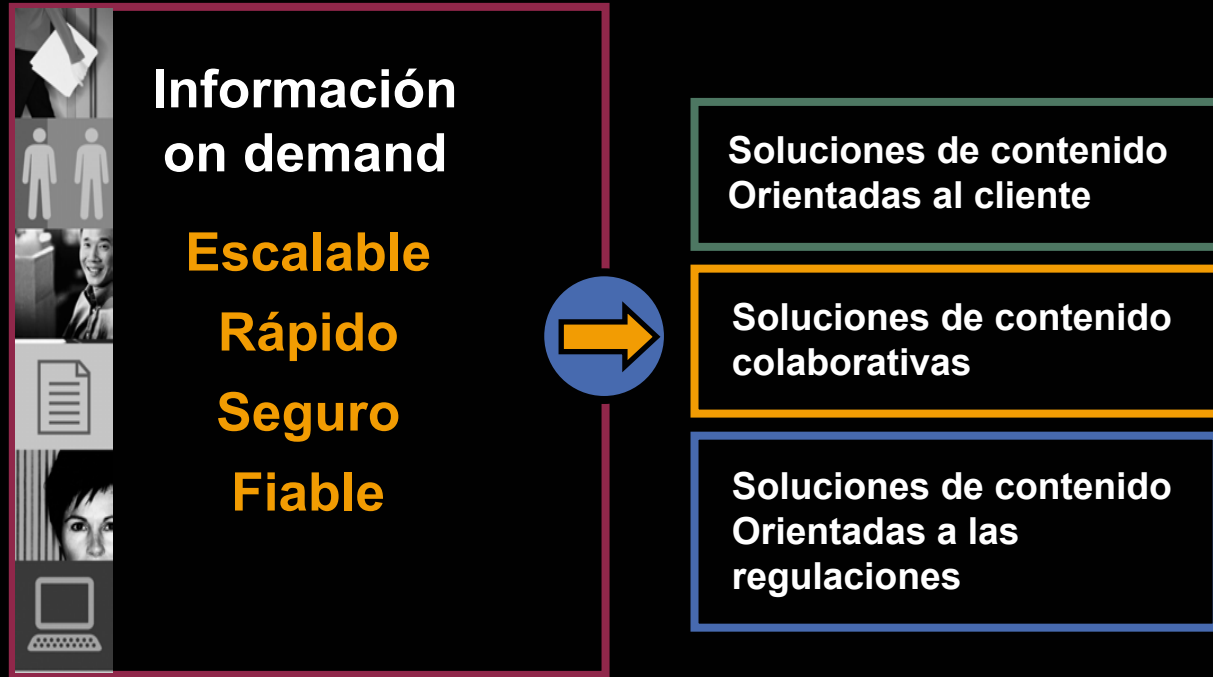 Información
on demand
Escalable
Rápido
Seguro
Fiable
Soluciones de contenido
Orientadas al cliente
Soluciones de contenido
colaborativas
Soluciones de contenido
Orientadas a las
regulaciones